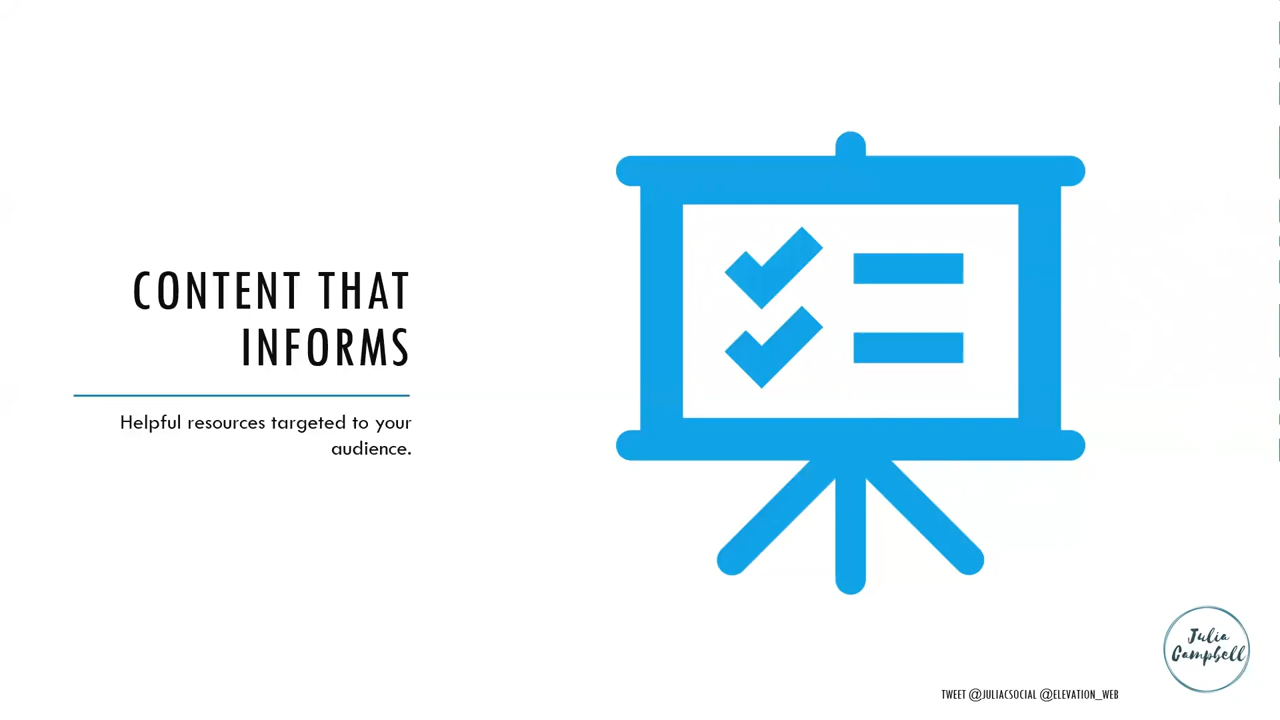 CONTENT THAT
INFORMS
Helpful resources targeted to your
audience.
Julia
Campbell
TWEET @JULIACSOCIAL @ELEVATION_WEB